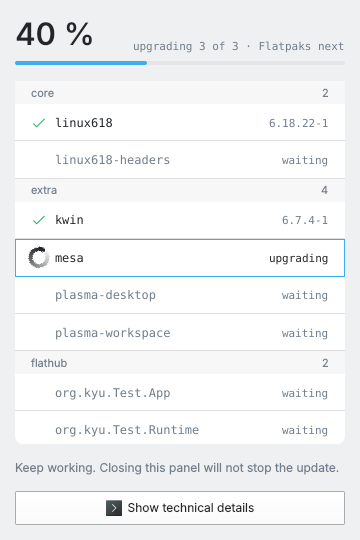 40 %
upgrading 3 of 3 · Flatpaks next
core 2
linux618 6.18.22-1
linux618-headers waiting
extra 4
kwin 6.7.4-1
mesa upgrading
plasma-desktop waiting
plasma-workspace waiting
flathub 2
org.kyu.Test.App waiting
org.kyu.Test.Runtime waiting
Keep working. Closing this panel will not stop the update.
Show technical details